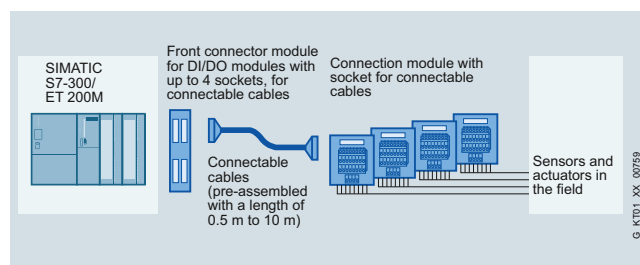 SIMATIC
S7-300/
ET 200M
Front connector module
for DI/DO modules with
up to 4 sockets, for
connectable cables
Connectable
cables
(pre-assembled
with a length of
0.5 m to 10 m)
Connection module with
socket for connectable
cables
Sensors and
actuators in
the field
G_KT01_XX_00759